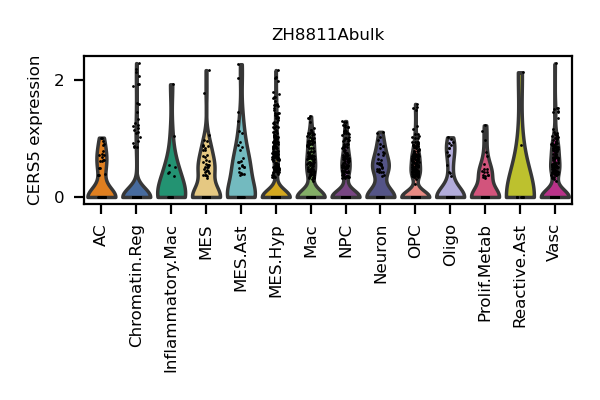 ZH8811Abulk
CERS5 expression
2
0
AC
Chromatin.Reg
Inflammatory.Mac
MES
MES.Ast
MES.Hyp
Mac
NPC
Neuron
OPC
Oligo
Prolif.Metab
Reactive.Ast
Vasc